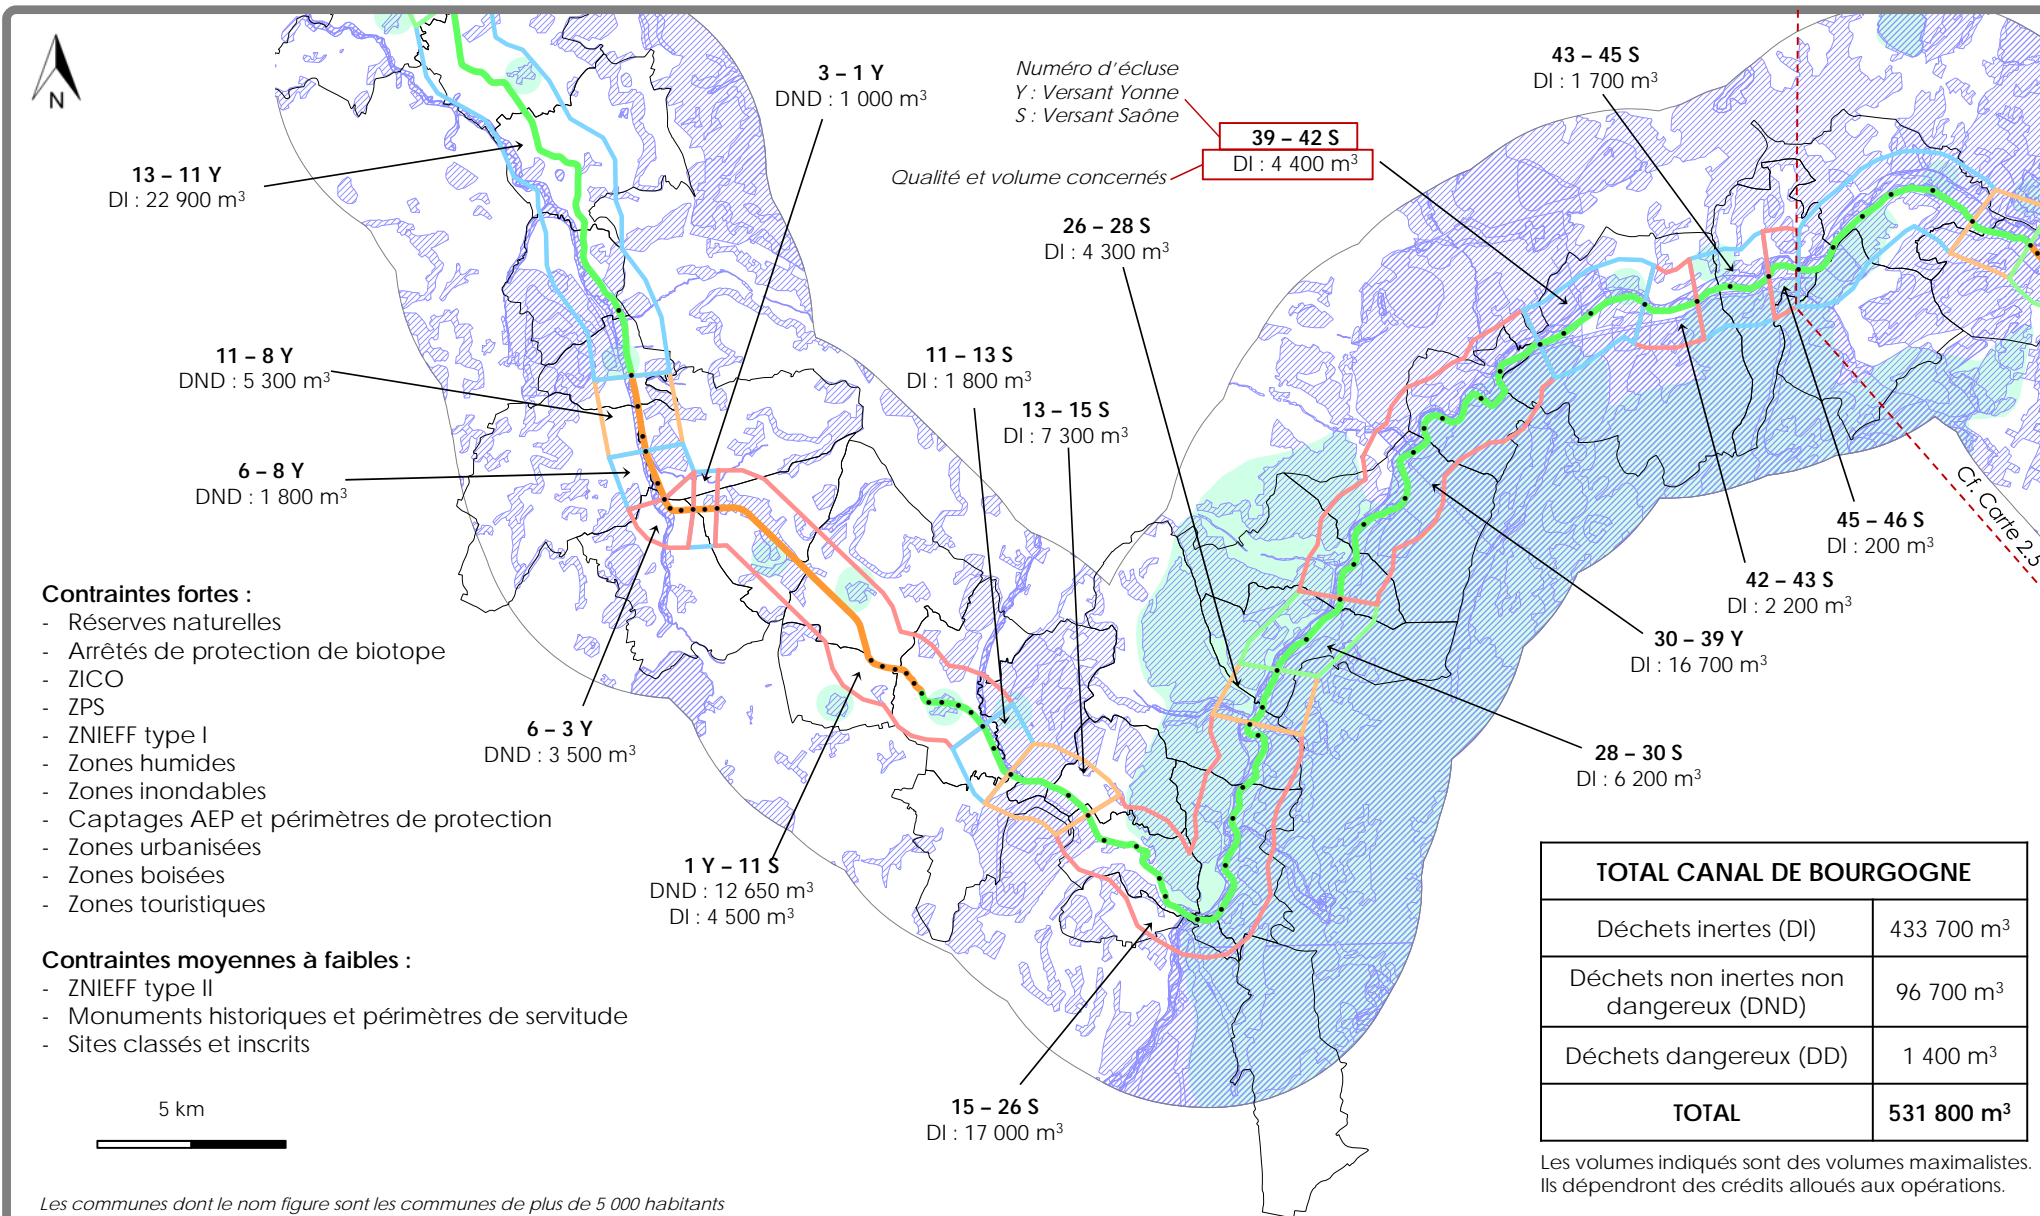 N
3 – 1 Y
DND : 1 000 m³
Numéro d'écluse
Y : Versant Yonne
S : Versant Saône
39 – 42 S
DI : 4 400 m³
Qualité et volume concernés
43 – 45 S
DI : 1 700 m³
13 – 11 Y
DI : 22 900 m³
26 – 28 S
DI : 4 300 m³
11 – 8 Y
DND : 5 300 m³
11 – 13 S
DI : 1 800 m³
13 – 15 S
DI : 7 300 m³
6 – 8 Y
DND : 1 800 m³
Cf. Carte 2.5
45 – 46 S
DI : 200 m³
42 – 43 S
DI : 2 200 m³
30 – 39 Y
DI : 16 700 m³
28 – 30 S
DI : 6 200 m³
6 – 3 Y
DND : 3 500 m³
1 Y – 11 S
DND : 12 650 m³
DI : 4 500 m³
15 – 26 S
DI : 17 000 m³
Contraintes fortes :
- Réserves naturelles
- Arrêtés de protection de biotope
- ZICO
- ZPS
- ZNIEFF type I
- Zones humides
- Zones inondables
- Captages AEP et périmètres de protection
- Zones urbanisées
- Zones boisées
- Zones touristiques
Contraintes moyennes à faibles :
- ZNIEFF type II
- Monuments historiques et périmètres de servitude
- Sites classés et inscrits
5 km
Les communes dont le nom figure sont les communes de plus de 5 000 habitants
TOTAL CANAL DE BOURGOGNE
Déchets inertes (DI) 433 700 m³
Déchets non inertes non
dangereux (DND) 96 700 m³
Déchets dangereux (DD) 1 400 m³
TOTAL 531 800 m³
Les volumes indiqués sont des volumes maximalistes.
Ils dépendront des crédits alloués aux opérations.